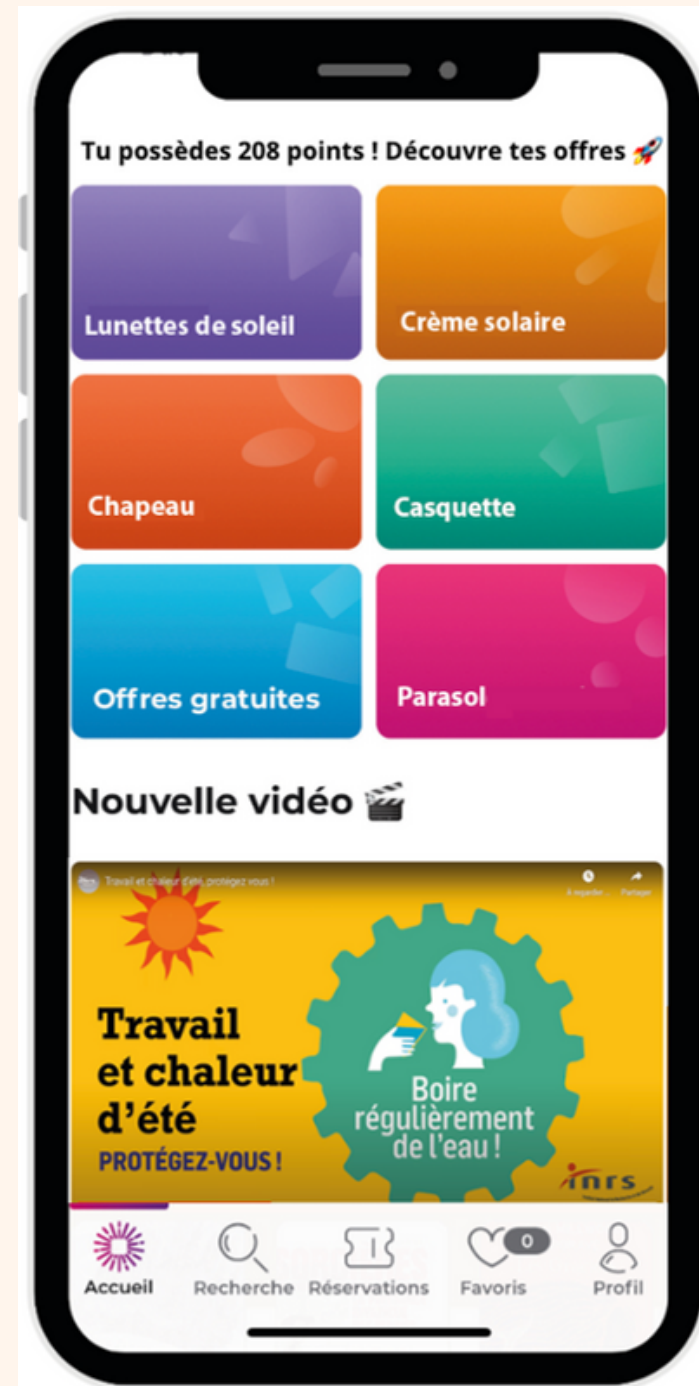 Tu possèdes 208 points ! Découvre tes offres 🚀
Lunettes de soleil
Crème solaire
Chapeau
Casquette
Offres gratuites
Parasol
Nouvelle vidéo 🎬
Travail et chaleur d'été, protégez vous !
À regarder ...
Partager
Travail
et chaleur
d'été
PROTÉGEZ-VOUS !
Boire
régulièrement
de l'eau !
inrs
Accueil
Recherche
Réservations
Favoris
0
Profil